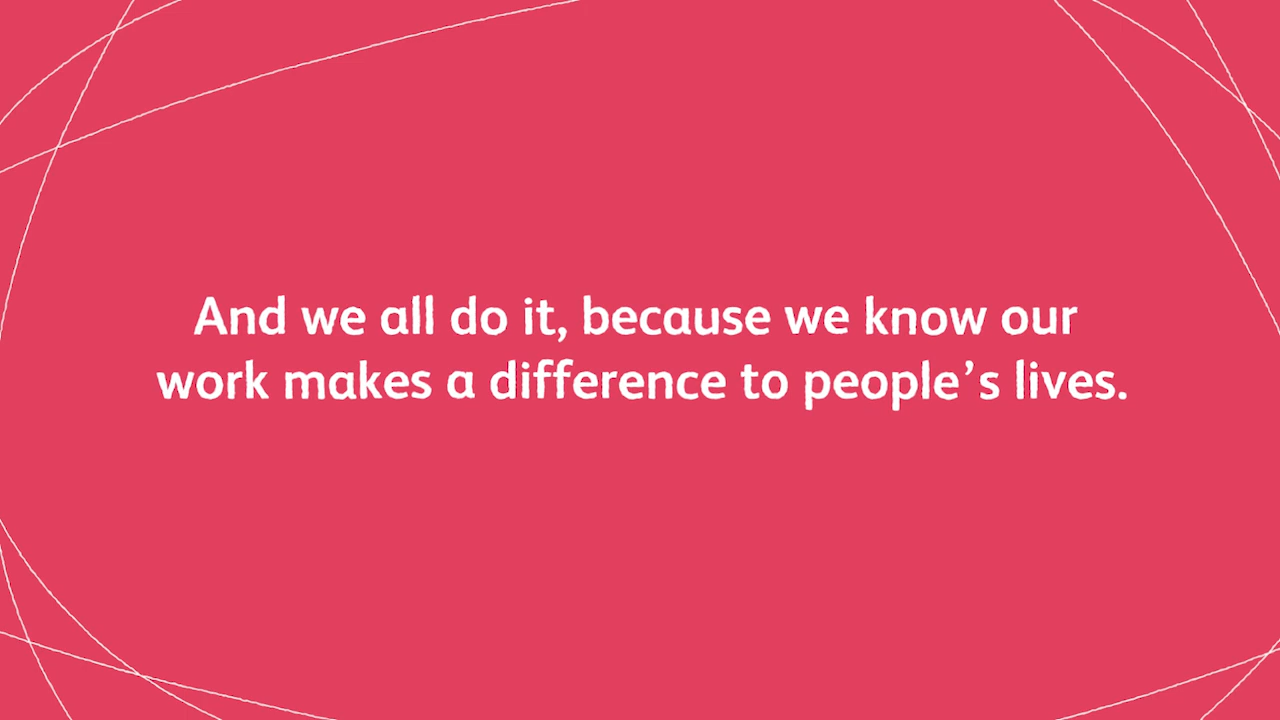 And we all do it, because we know our
work makes a difference to people’s lives.